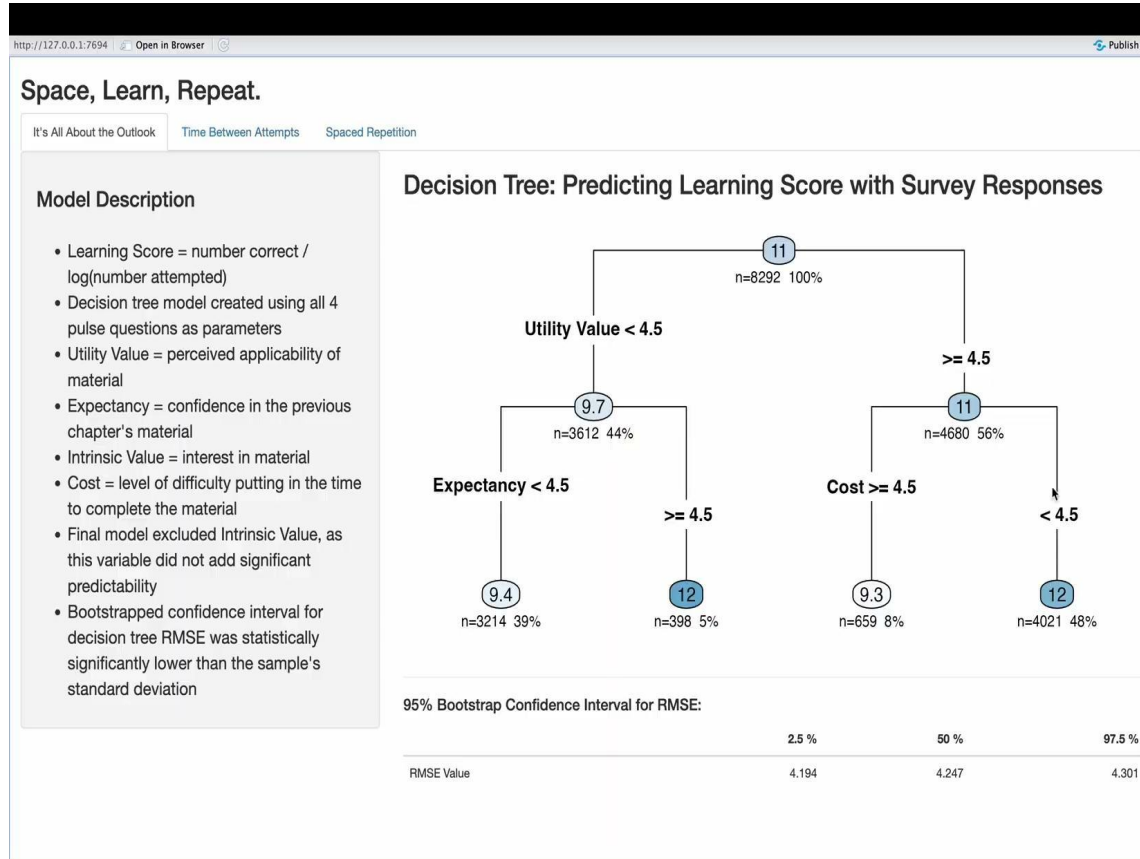 http://127.0.0.1:7694
Open in Browser
Publish
Space, Learn, Repeat.
It's All About the Outlook
Time Between Attempts
Spaced Repetition
Model Description
• Learning Score = number correct /
log(number attempted)
• Decision tree model created using all 4
pulse questions as parameters
• Utility Value = perceived applicability of
material
• Expectancy = confidence in the previous
chapter's material
• Intrinsic Value = interest in material
• Cost = level of difficulty putting in the time
to complete the material
• Final model excluded Intrinsic Value, as
this variable did not add significant
predictability
• Bootstrapped confidence interval for
decision tree RMSE was statistically
significantly lower than the sample's
standard deviation
Decision Tree: Predicting Learning Score with Survey Responses
11
n=8292 100%
Utility Value < 4.5
>= 4.5
9.7
n=3612 44%
11
n=4680 56%
Expectancy < 4.5
>= 4.5
Cost >= 4.5
< 4.5
9.4
n=3214 39%
12
n=398 5%
9.3
n=659 8%
12
n=4021 48%
95% Bootstrap Confidence Interval for RMSE:
2.5 % 50 % 97.5 %
RMSE Value 4.194 4.247 4.301